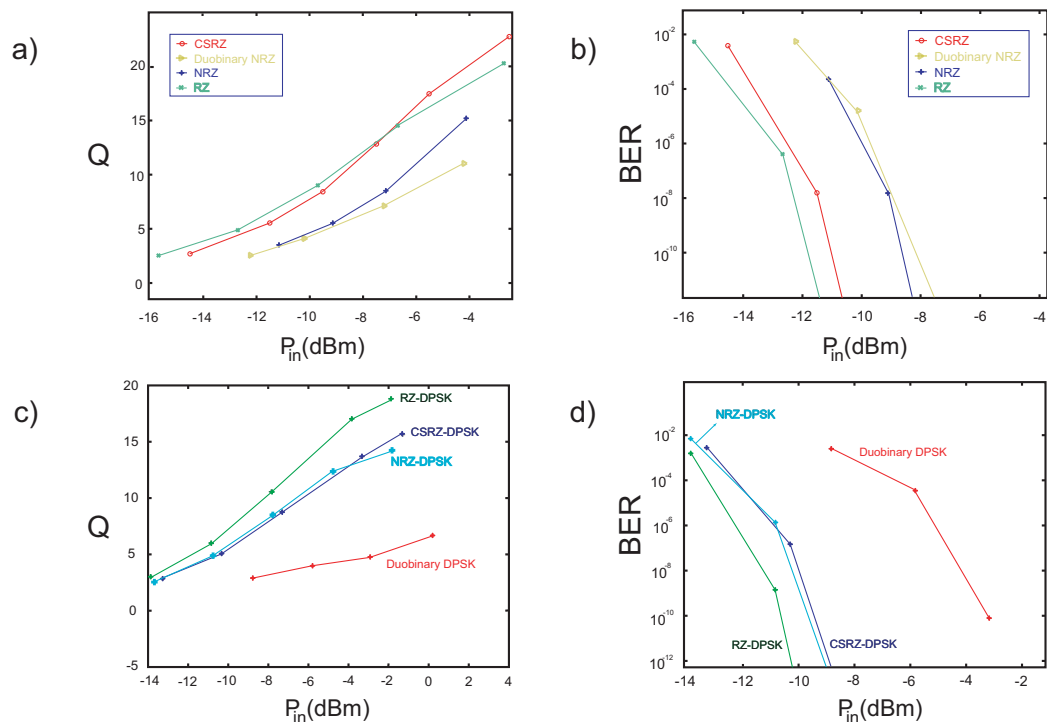 a)
Q
CSRZ
Duobinary NRZ
NRZ
RZ
20
15
10
5
0
-16
-14
-12
-10
-8
-6
-4
P_in(dBm)
b)
BER
CSRZ
Duobinary NRZ
NRZ
RZ
10^-2
10^-4
10^-6
10^-8
10^-10
-16
-14
-12
-10
-8
-6
-4
P_in(dBm)
c)
Q
20
15
10
5
0
-5
RZ-DPSK
CSRZ-DPSK
NRZ-DPSK
Duobinary DPSK
-14
-12
-10
-8
-6
-4
-2
0
2
4
P_in(dBm)
d)
BER
NRZ-DPSK
Duobinary DPSK
RZ-DPSK
CSRZ-DPSK
10^-2
10^-4
10^-6
10^-8
10^-10
10^-12
-14
-12
-10
-8
-6
-4
-2
P_in(dBm)